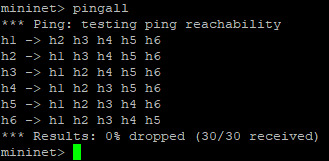 mininet> pingall
*** Ping: testing ping reachability
h1 -> h2 h3 h4 h5 h6
h2 -> h1 h3 h4 h5 h6
h3 -> h1 h2 h4 h5 h6
h4 -> h1 h2 h3 h5 h6
h5 -> h1 h2 h3 h4 h6
h6 -> h1 h2 h3 h4 h5
*** Results: 0% dropped (30/30 received)
mininet>